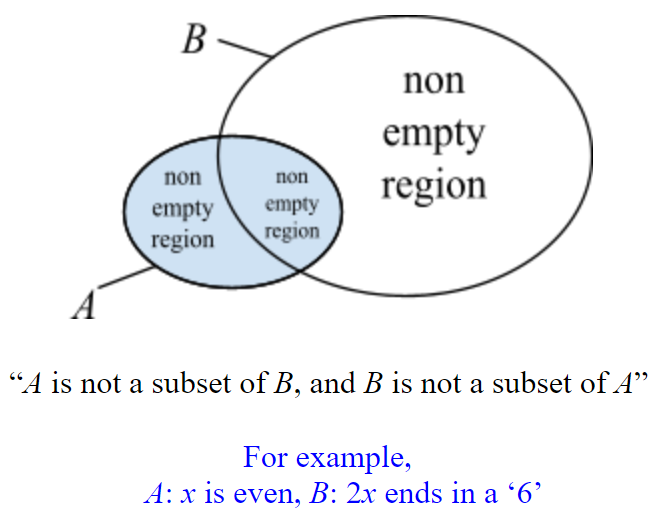 B
non
empty
region
non
empty
region
non
empty
region
A
“A is not a subset of B, and B is not a subset of A”
For example,
A: x is even, B: 2x ends in a ‘6’